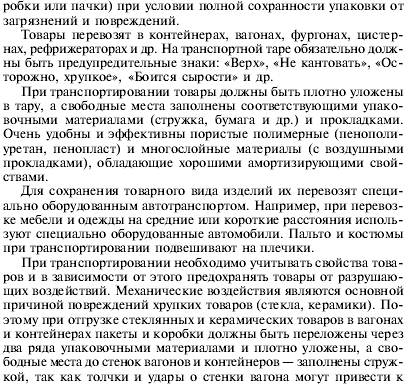 робки или пачки) при условии полной сохранности упаковки от
загрязнений и повреждений.
Товары перевозят в контейнерах, вагонах, фургонах, цистер-
нах, рефрижераторах и др. На транспортной таре обязательно долж-
ны быть предупредительные знаки: «Верх», «Не кантовать», «Ос-
торожно, хрупкое», «Боится сырости» и др.
При транспортировании товары должны быть плотно уложены
в тару, а свободные места заполнены соответствующими упако-
вочными материалами (стружка, бумага и др.) и прокладками.
Очень удобны и эффективны пористые полимерные (пенополи-
уретан, пенопласт) и многослойные материалы (с воздушными
прокладками), обладающие хорошими амортизирующими свой-
ствами.
Для сохранения товарного вида изделий их перевозят специ-
ально оборудованным автотранспортом. Например, при перевоз-
ке мебели и одежды на средние или короткие расстояния исполь-
зуют специально оборудованные автомобили. Пальто и костюмы
при транспортировании подвешивают на плечики.
При транспортировании необходимо учитывать свойства това-
ров и в зависимости от этого предохранять товары от разрушаю-
щих воздействий. Механические воздействия являются основной
причиной повреждений хрупких товаров (стекла, керамики). По-
этому при отгрузке стеклянных и керамических товаров в вагонах
и контейнерах пакеты и коробки должны быть переложены через
два ряда упаковочными материалами и плотно уложены, а сво-
бодные места до стенок вагонов и контейнеров — заполнены струж-
кой, так как толчки и удары о стенки вагона могут привести к